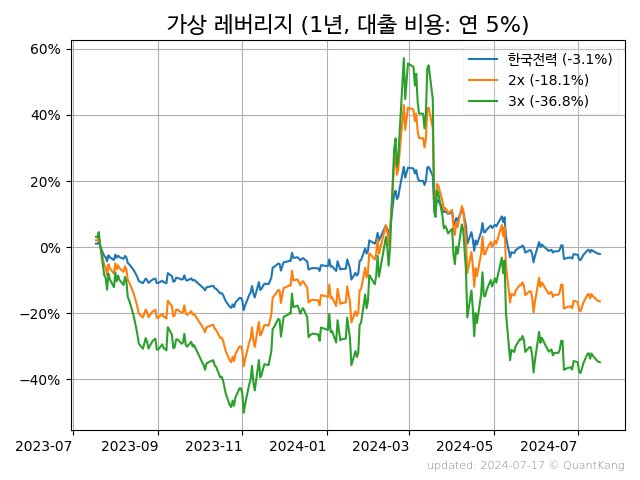 가상 레버리지 (1년, 대출 비용: 연 5%)
한국전력 (-3.1%)
2x (-18.1%)
3x (-36.8%)
60%
40%
20%
0%
−20%
−40%
2023-07 2023-09 2023-11 2024-01 2024-03 2024-05 2024-07
updated: 2024-07-17 © QuantKang